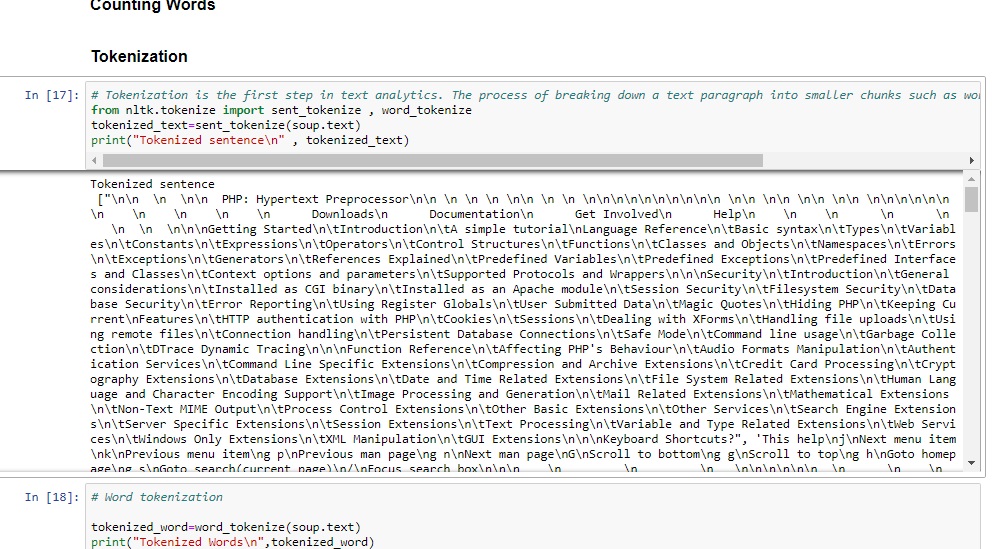 Counting Words
Tokenization
In [17]: # Tokenization is the first step in text analytics. The process of breaking down a text paragraph into smaller chunks such as
from nltk.tokenize import sent_tokenize , word_tokenize
tokenized_text=sent_tokenize(soup.text)
print("Tokenized sentence\n" , tokenized_text)
Tokenized sentence
["\n\n  \n  \n\n  PHP: Hypertext Preprocessor\n\n \n \n \n\n \n \n \n \n\n\n\n\n\n\n\n\n \n\n \n\n\n\n \n\n\n \n\n\n\n\n
\n    \n    \n    \n    \n      Downloads\n      Documentation\n      Get Involved\n      Help\n    \n    \n    \n    \n    \n
\n  \n  \n\n\n\nGetting Started\n\tIntroduction\n\tA simple tutorial\nLanguage Reference\n\tBasic syntax\n\tTypes\n\tVariabl
es\n\tConstants\n\tExpressions\n\tOperators\n\tControl Structures\n\tFunctions\n\tClasses and Objects\n\tNamespaces\n\tErrors
\n\tExceptions\n\tGenerators\n\tReferences Explained\n\tPredefined Variables\n\tPredefined Exceptions\n\tPredefined Interface
s and Classes\n\tContext options and parameters\n\tSupported Protocols and Wrappers\n\n\nSecurity\n\tIntroduction\n\tGeneral
considerations\n\tInstalled as CGI binary\n\tInstalled as an Apache module\n\tSession Security\n\tFilesystem Security\n\tData
base Security\n\tError Reporting\n\tUsing Register Globals\n\tUser Submitted Data\n\tMagic Quotes\n\tHiding PHP\n\tKeeping Cu
rrent\nFeatures\n\tHTTP authentication with PHP\n\tCookies\n\tSessions\n\tDealing with XForms\n\tHandling file uploads\n\tUsi
ng remote files\n\tConnection handling\n\tPersistent Database Connections\n\tSafe Mode\n\tCommand line usage\n\tGarbage Colle
ction\n\tDTrace Dynamic Tracing\n\n\nFunction Reference\n\tAffecting PHP's Behaviour\n\tAudio Formats Manipulation\n\tAuthent
ication Services\n\tCommand Line Specific Extensions\n\tCompression and Archive Extensions\n\tCredit Card Processing\n\tCrypt
ography Extensions\n\tDatabase Extensions\n\tDate and Time Related Extensions\n\tFile System Related Extensions\n\tHuman Lang
uage and Character Encoding Support\n\tImage Processing and Generation\n\tMail Related Extensions\n\tMathematical Extensions
\n\tNon-Text MIME Output\n\tProcess Control Extensions\n\tOther Basic Extensions\n\tOther Services\n\tSearch Engine Extension
s\n\tServer Specific Extensions\n\tSession Extensions\n\tText Processing\n\tVariable and Type Related Extensions\n\tWeb Servi
ces\n\tWindows Only Extensions\n\tXML Manipulation\n\tGUI Extensions\n\n\nKeyboard Shortcuts?", 'This help\nj\nNext menu item
\nk\nPrevious menu item\ng p\nPrevious man page\ng n\nNext man page\nG\nScroll to bottom\ng g\nScroll to top\ng h\nGoto homep
age\ng s\nGoto search(current page)\n/\nFocus search box\n\n\n    \n        \n        \n    \n \n\n\n\n\n    \n    \n    \n
In [18]: # Word tokenization
tokenized_word=word_tokenize(soup.text)
print("Tokenized Words\n",tokenized_word)